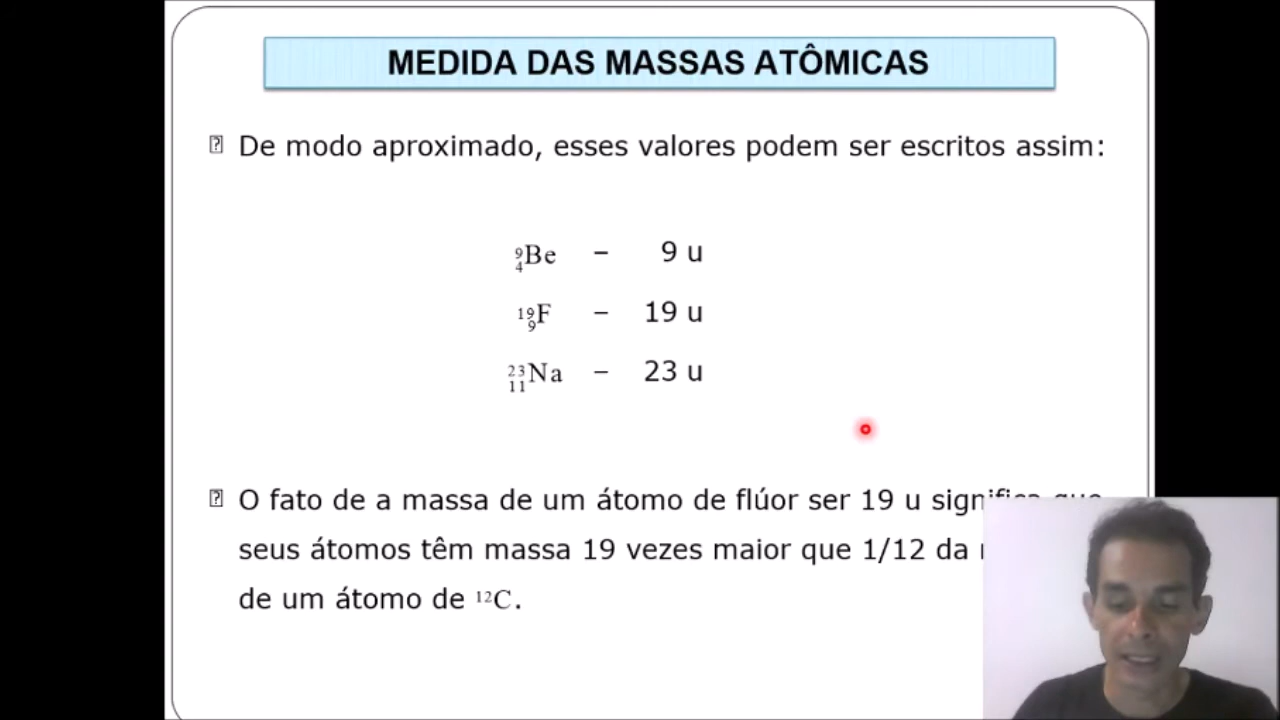 MEDIDA DAS MASSAS ATÔMICAS
De modo aproximado, esses valores podem ser escritos assim:
⁹₄Be – 9 u
¹⁹₉F – 19 u
²³₁₁Na – 23 u
O fato de a massa de um átomo de flúor ser 19 u significa que
seus átomos têm massa 19 vezes maior que 1/12 da
de um átomo de ¹²C.